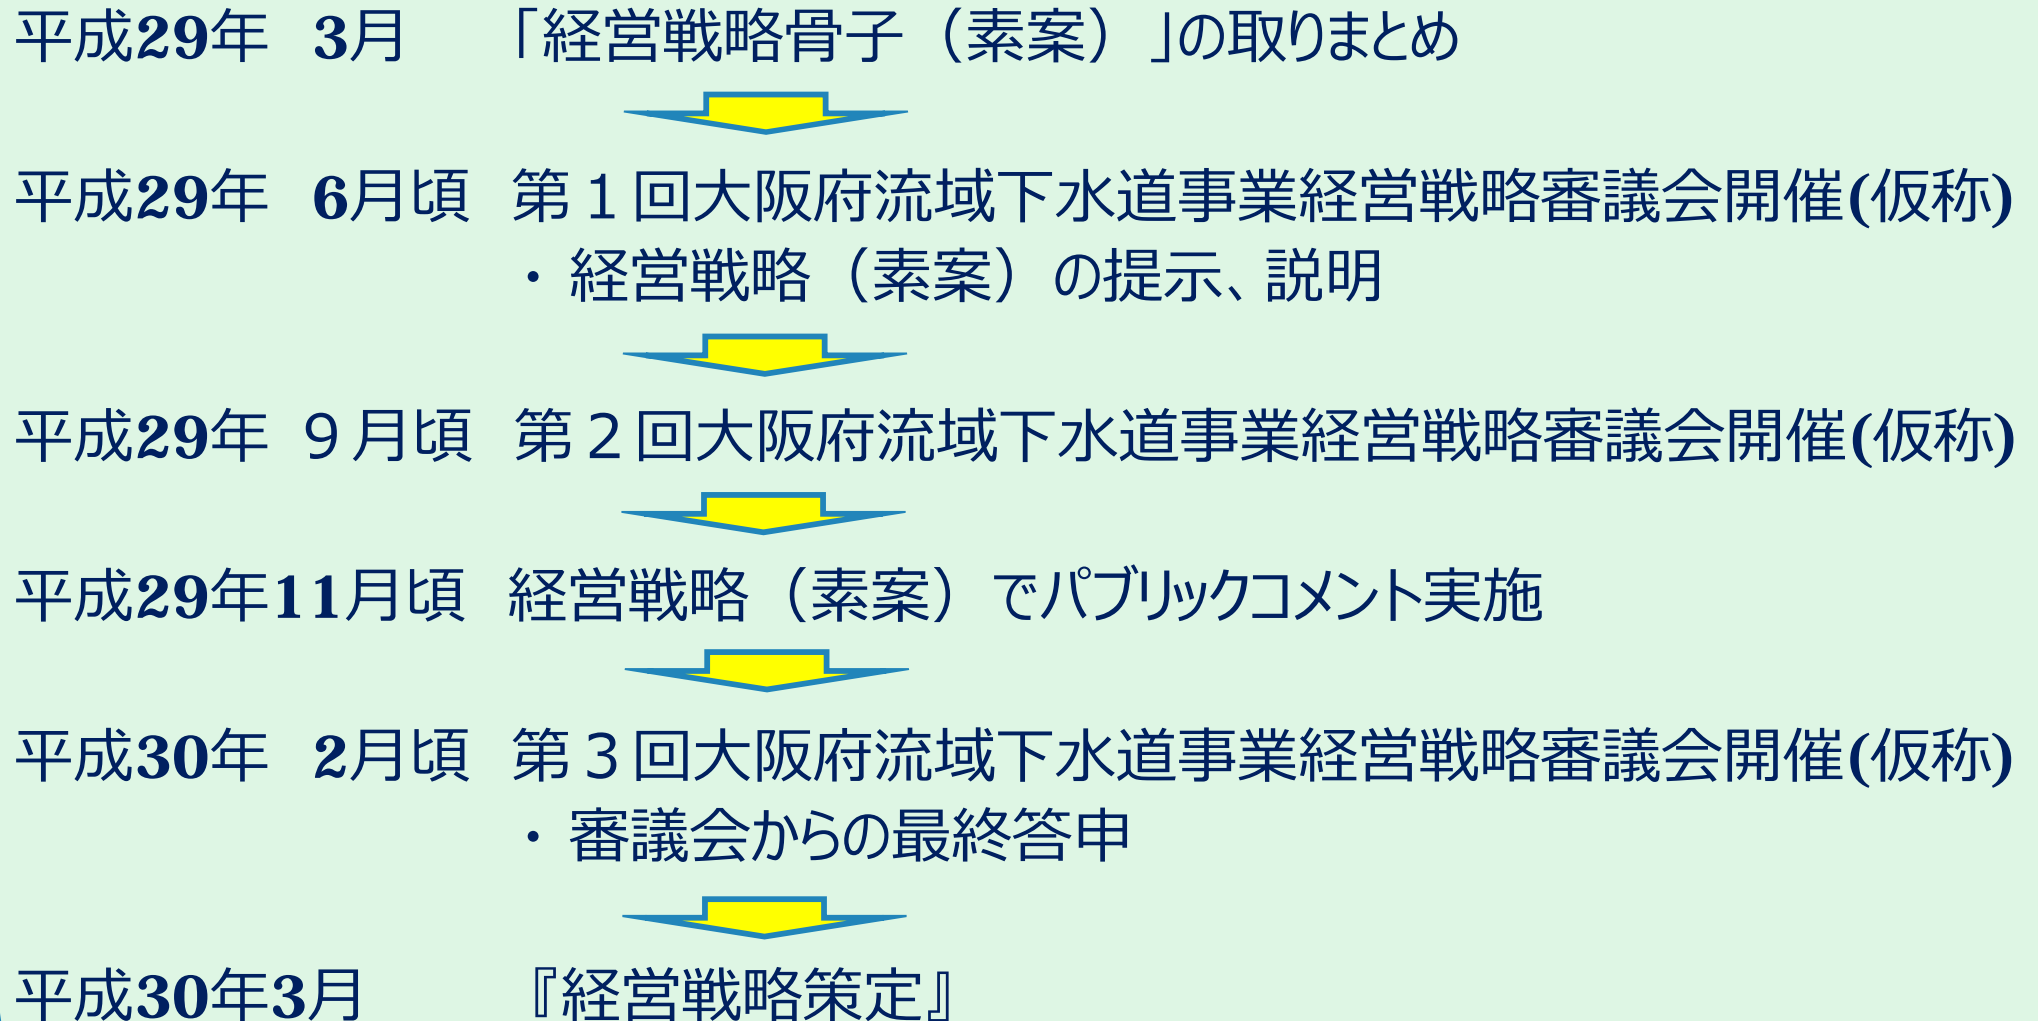 平成29年　3月　「経営戦略骨子（素案）」の取りまとめ
平成29年　6月頃　第１回大阪府流域下水道事業経営戦略審議会開催(仮称)
・経営戦略（素案）の提示、説明
平成29年　９月頃　第２回大阪府流域下水道事業経営戦略審議会開催(仮称)
平成29年11月頃　経営戦略（素案）でパブリックコメント実施
平成30年　2月頃　第３回大阪府流域下水道事業経営戦略審議会開催(仮称)
・審議会からの最終答申
平成30年3月　『経営戦略策定』